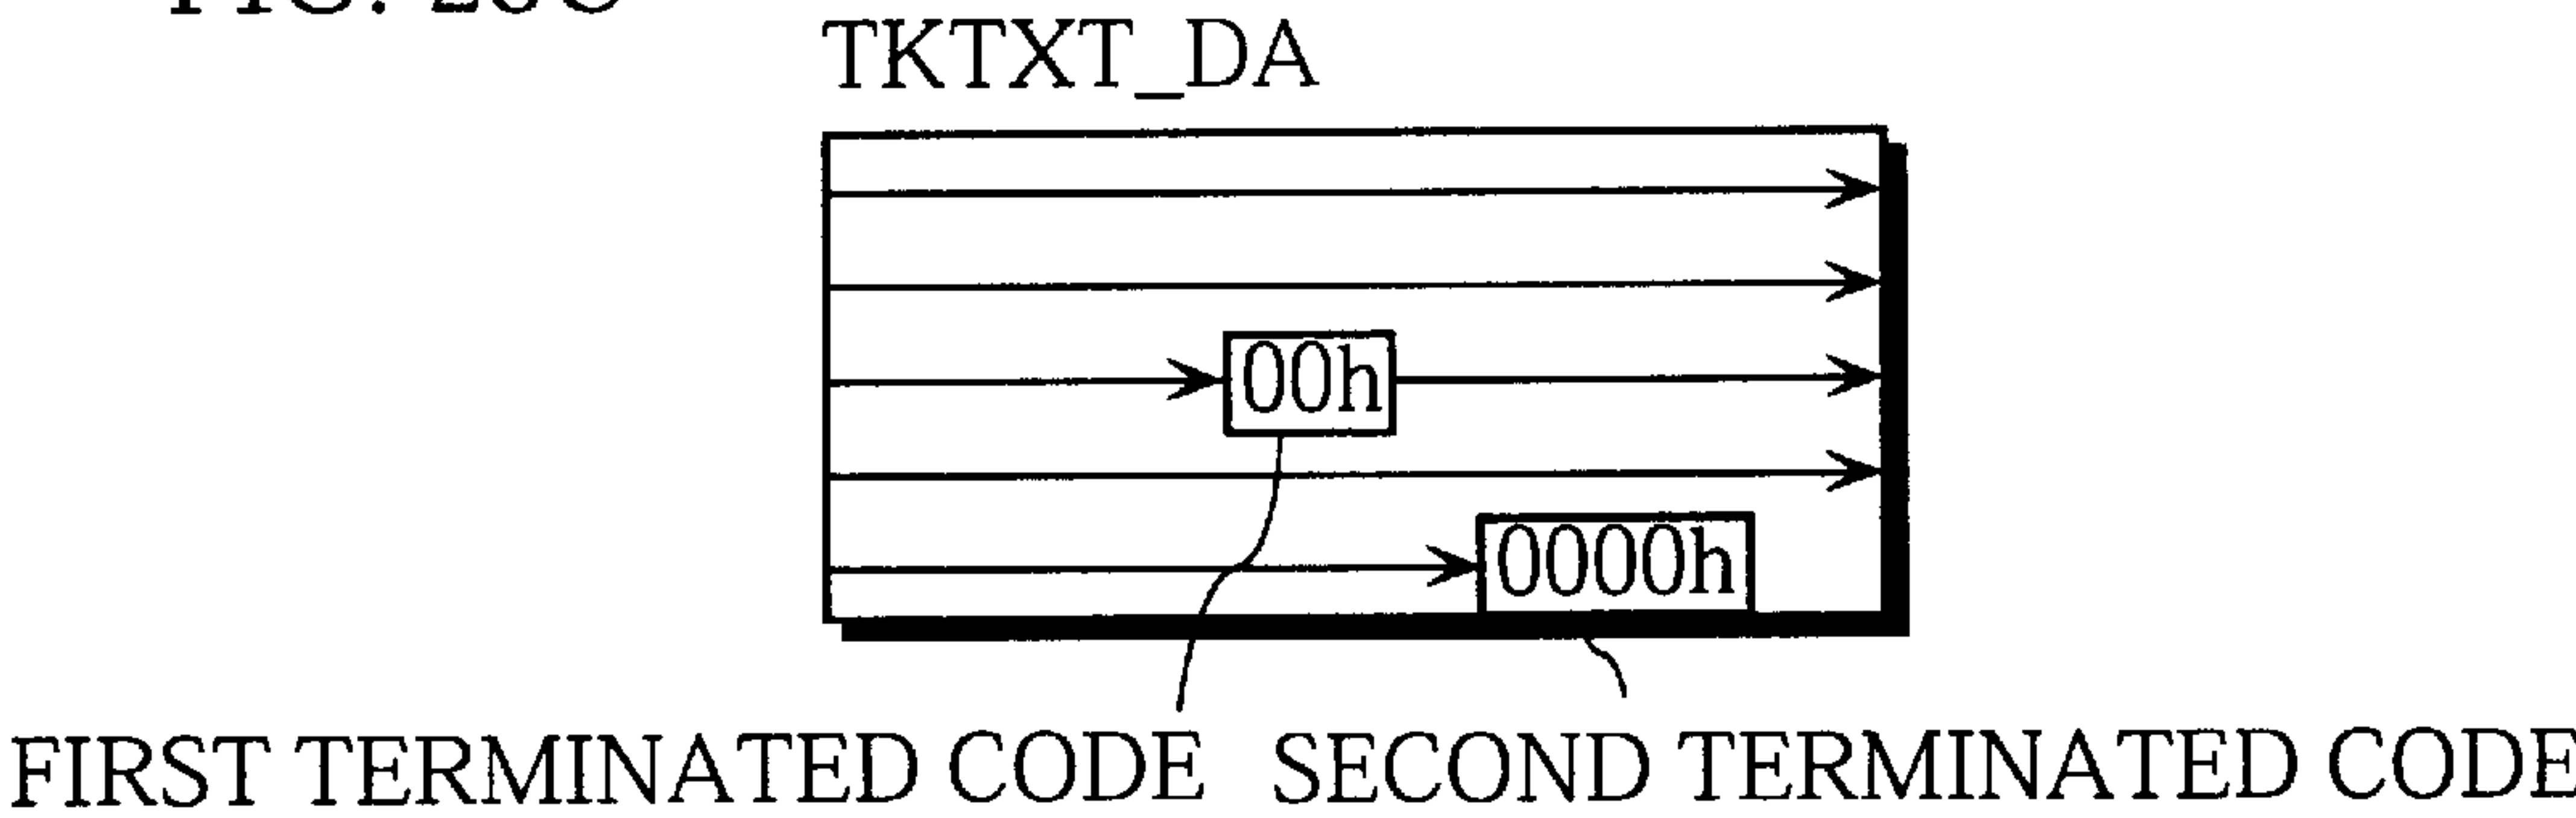 TKTXT_DA
00h
0000h
FIRST TERMINATED CODE SECOND TERMINATED CODE